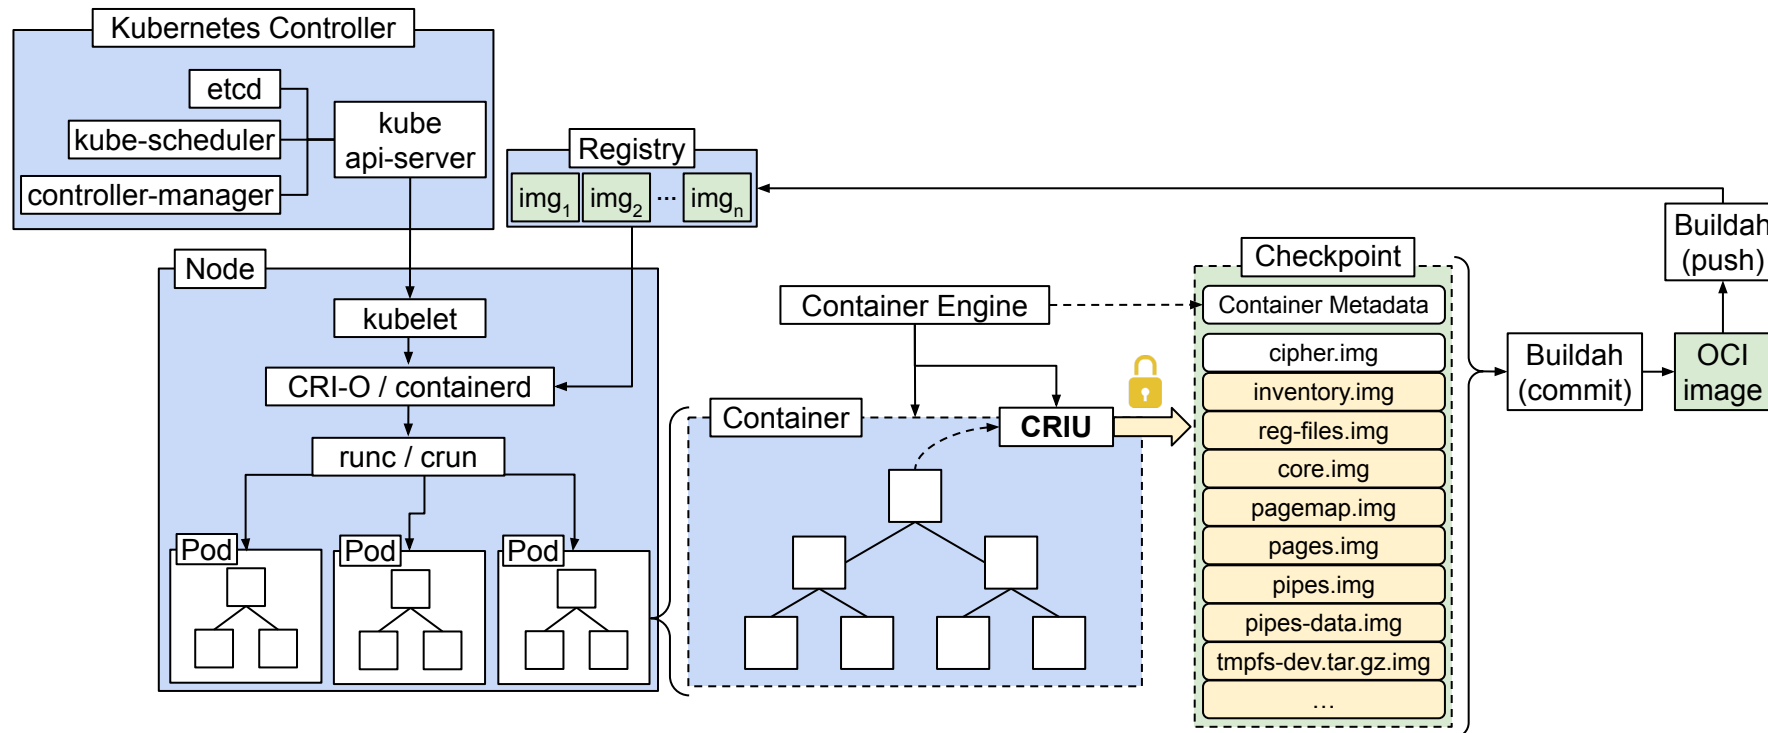 Kubernetes Controller
etcd
kube-scheduler
controller-manager
kube
api-server
Registry
img1
img2
...
imgn
Node
kubelet
CRI-O / containerd
runc / crun
Pod
Pod
Pod
Container Engine
Container
CRIU
Checkpoint
Container Metadata
cipher.img
inventory.img
reg-files.img
core.img
pagemap.img
pages.img
pipes.img
pipes-data.img
tmpfs-dev.tar.gz.img
...
Buildah
(commit)
OCI
image
Buildah
(push)